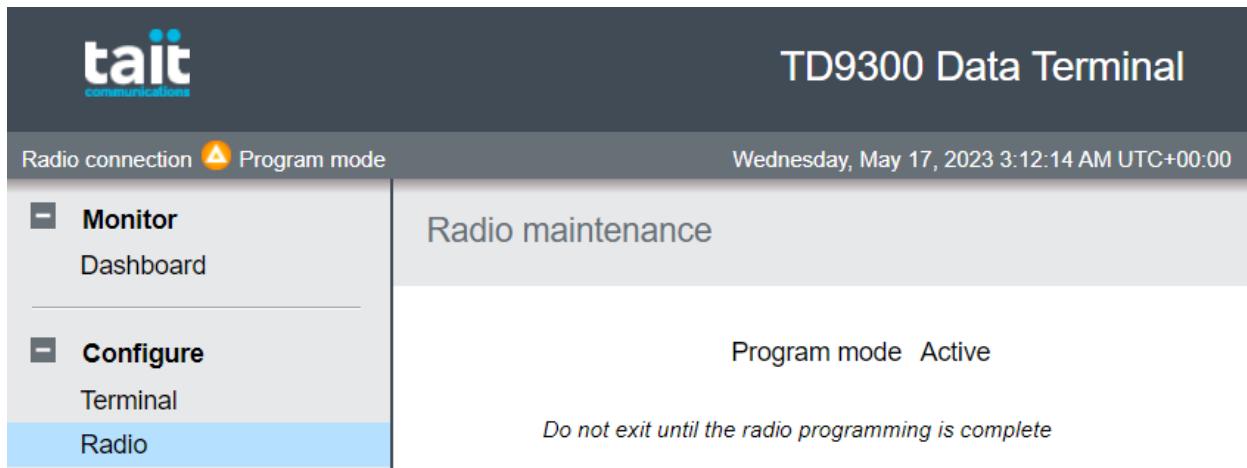 tait
communications
TD9300 Data Terminal
Radio connection Program mode
Wednesday, May 17, 2023 3:12:14 AM UTC+00:00
Monitor
Dashboard
Configure
Terminal
Radio
Radio maintenance
Program mode Active
Do not exit until the radio programming is complete